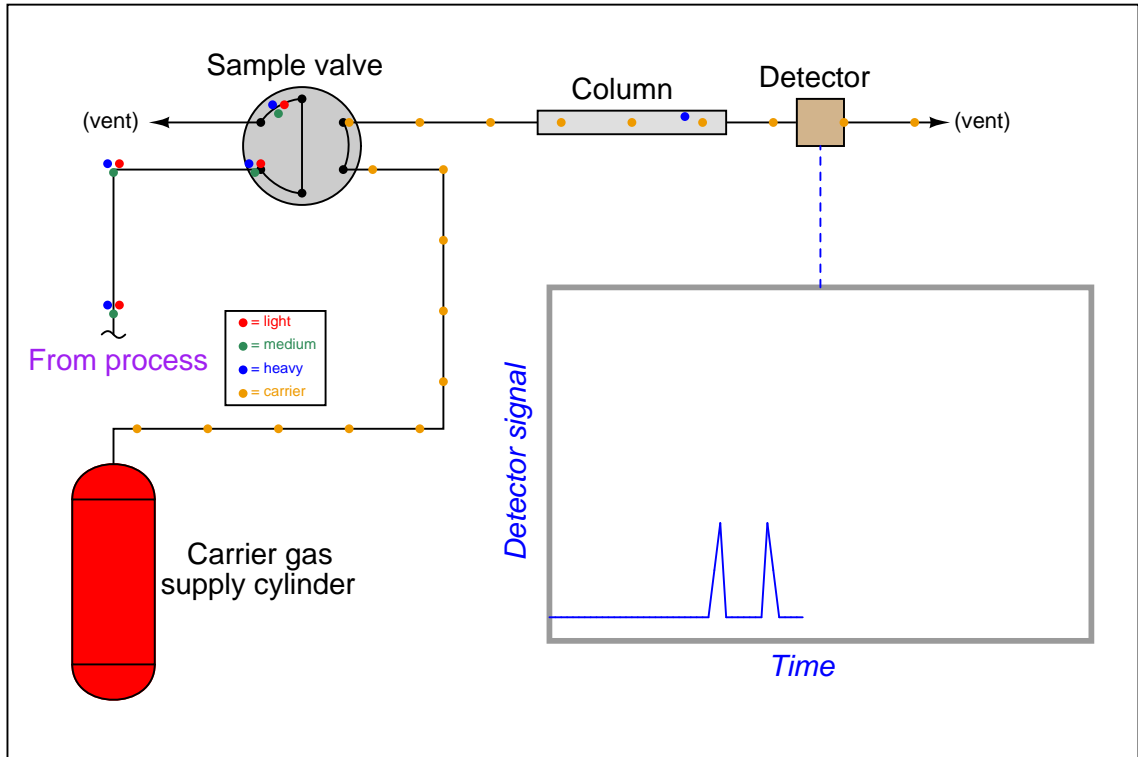 Sample valve
Column
Detector
(vent)
(vent)
= light
= medium
= heavy
= carrier
From process
Detector signal
Carrier gas
supply cylinder
Time